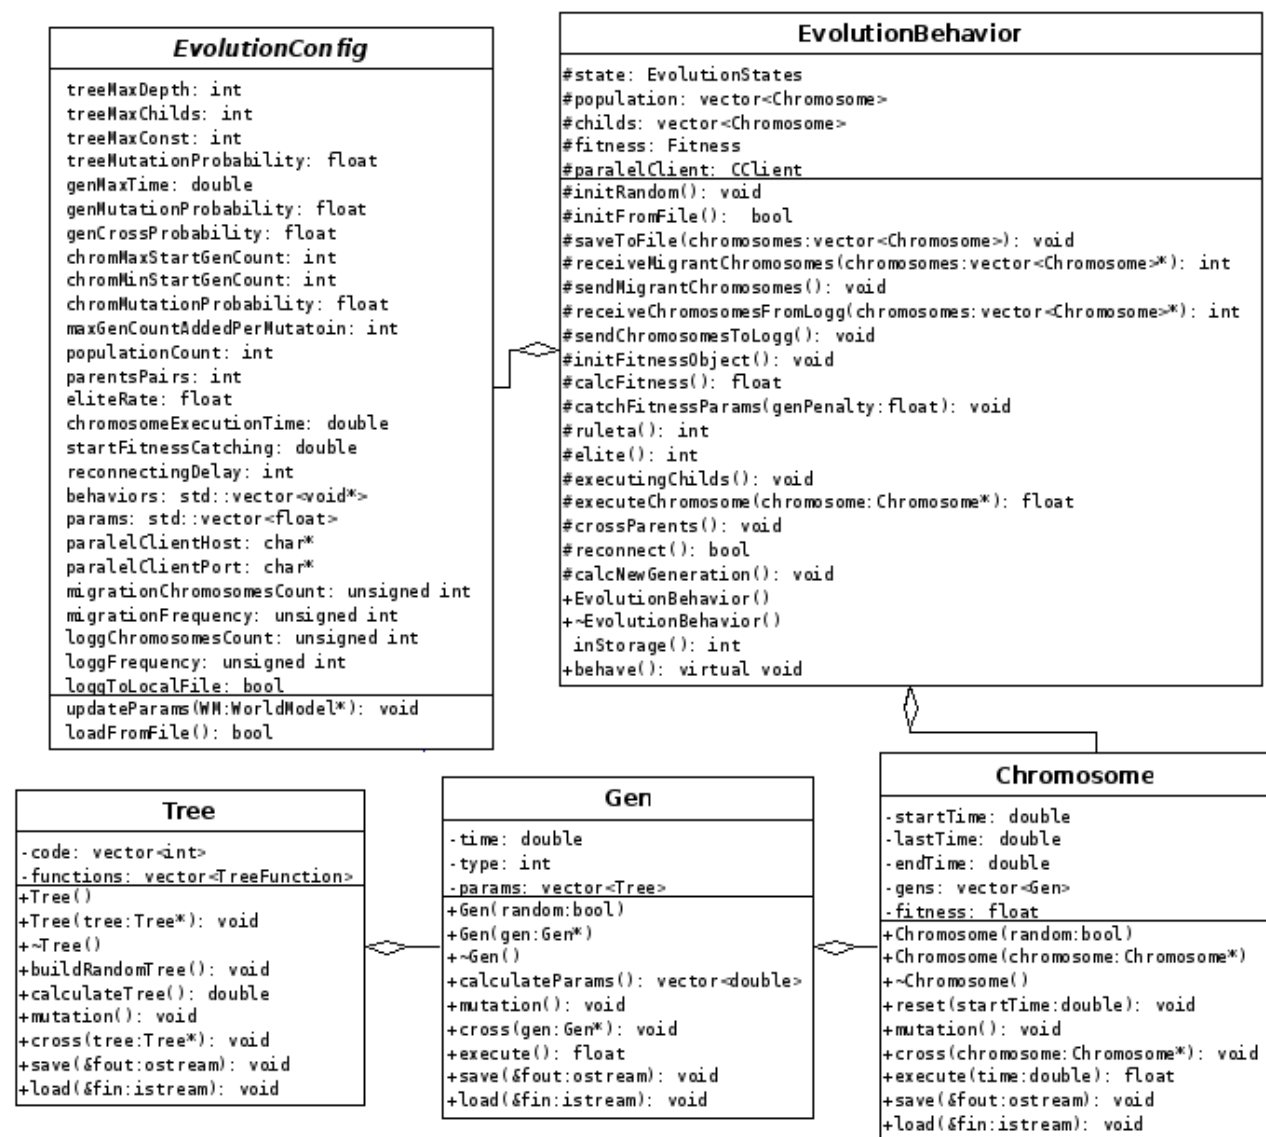 EvolutionConfig
treeMaxDepth: int
treeMaxChilds: int
treeMaxConst: int
treeMutationProbability: float
genMaxTime: double
genMutationProbability: float
genCrossProbability: float
chromMaxStartGenCount: int
chromMinStartGenCount: int
chromMutationProbability: float
maxGenCountAddedPerMutatoin: int
populationCount: int
parentsPairs: int
eliteRate: float
chromosomeExecutionTime: double
startFitnessCatching: double
reconnectingDelay: int
behaviors: std::vector<void*>
params: std::vector<float>
paralelClientHost: char*
paralelClientPort: char*
migrationChromosomesCount: unsigned int
migrationFrequency: unsigned int
loggChromosomesCount: unsigned int
loggFrequency: unsigned int
loggToLocalFile: bool
updateParams(WM:WorldModel*): void
loadFromFile(): bool
EvolutionBehavior
#state: EvolutionStates
#population: vector<Chromosome>
#childs: vector<Chromosome>
#fitness: Fitness
#paralelClient: CClient
#initRandom(): void
#initFromFile(): bool
#saveToFile(chromosomes:vector<Chromosome>): void
#receiveMigrantChromosomes(chromosomes:vector<Chromosome>*): int
#sendMigrantChromosomes(): void
#receiveChromosomesFromLogg(chromosomes:vector<Chromosome>*): int
#sendChromosomesToLogg(): void
#initFitnessObject(): void
#calcFitness(): float
#catchFitnessParams(genPenalty:float): void
#ruleta(): int
#elite(): int
#executingChilds(): void
#executeChromosome(chromosome:Chromosome*): float
#crossParents(): void
#reconnect(): bool
#calcNewGeneration(): void
+EvolutionBehavior()
+~EvolutionBehavior()
inStorage(): int
+behave(): virtual void
Tree
-code: vector<int>
-functions: vector<TreeFunction>
+Tree()
+Tree(tree:Tree*): void
+~Tree()
+buildRandomTree(): void
+calculateTree(): double
+mutation(): void
+cross(tree:Tree*): void
+save(&fout:ostream): void
+load(&fin:istream): void
Gen
-time: double
-type: int
-params: vector<Tree>
+Gen(random:bool)
+Gen(gen:Gen*)
+~Gen()
+calculateParams(): vector<double>
+mutation(): void
+cross(gen:Gen*): void
+execute(): float
+save(&fout:ostream): void
+load(&fin:istream): void
Chromosome
-startTime: double
-lastTime: double
-endTime: double
-gens: vector<Gen>
-fitness: float
+Chromosome(random:bool)
+Chromosome(chromosome:Chromosome*)
+~Chromosome()
+reset(startTime:double): void
+mutation(): void
+cross(chromosome:Chromosome*): void
+execute(time:double): float
+save(&fout:ostream): void
+load(&fin:istream): void